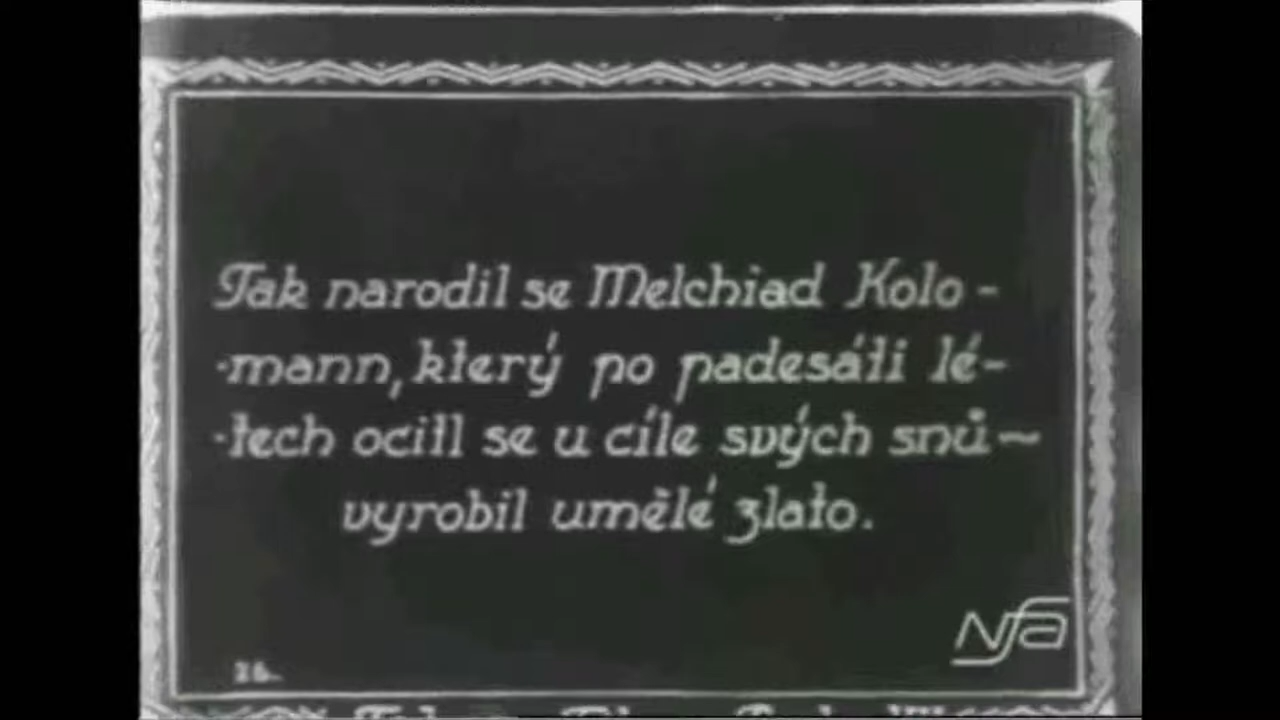 Tak narodil se Melchiad Kolo -
·mann, který po padesáti lé-
·tech ocitl se u cíle svých snů —
vyrobil umělé zlato.
Nfa